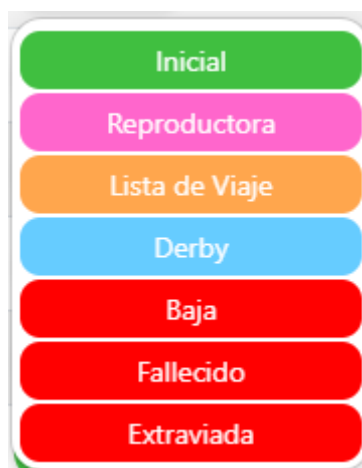 Inicial
Reproductora
Lista de Viaje
Derby
Baja
Fallecido
Extraviada